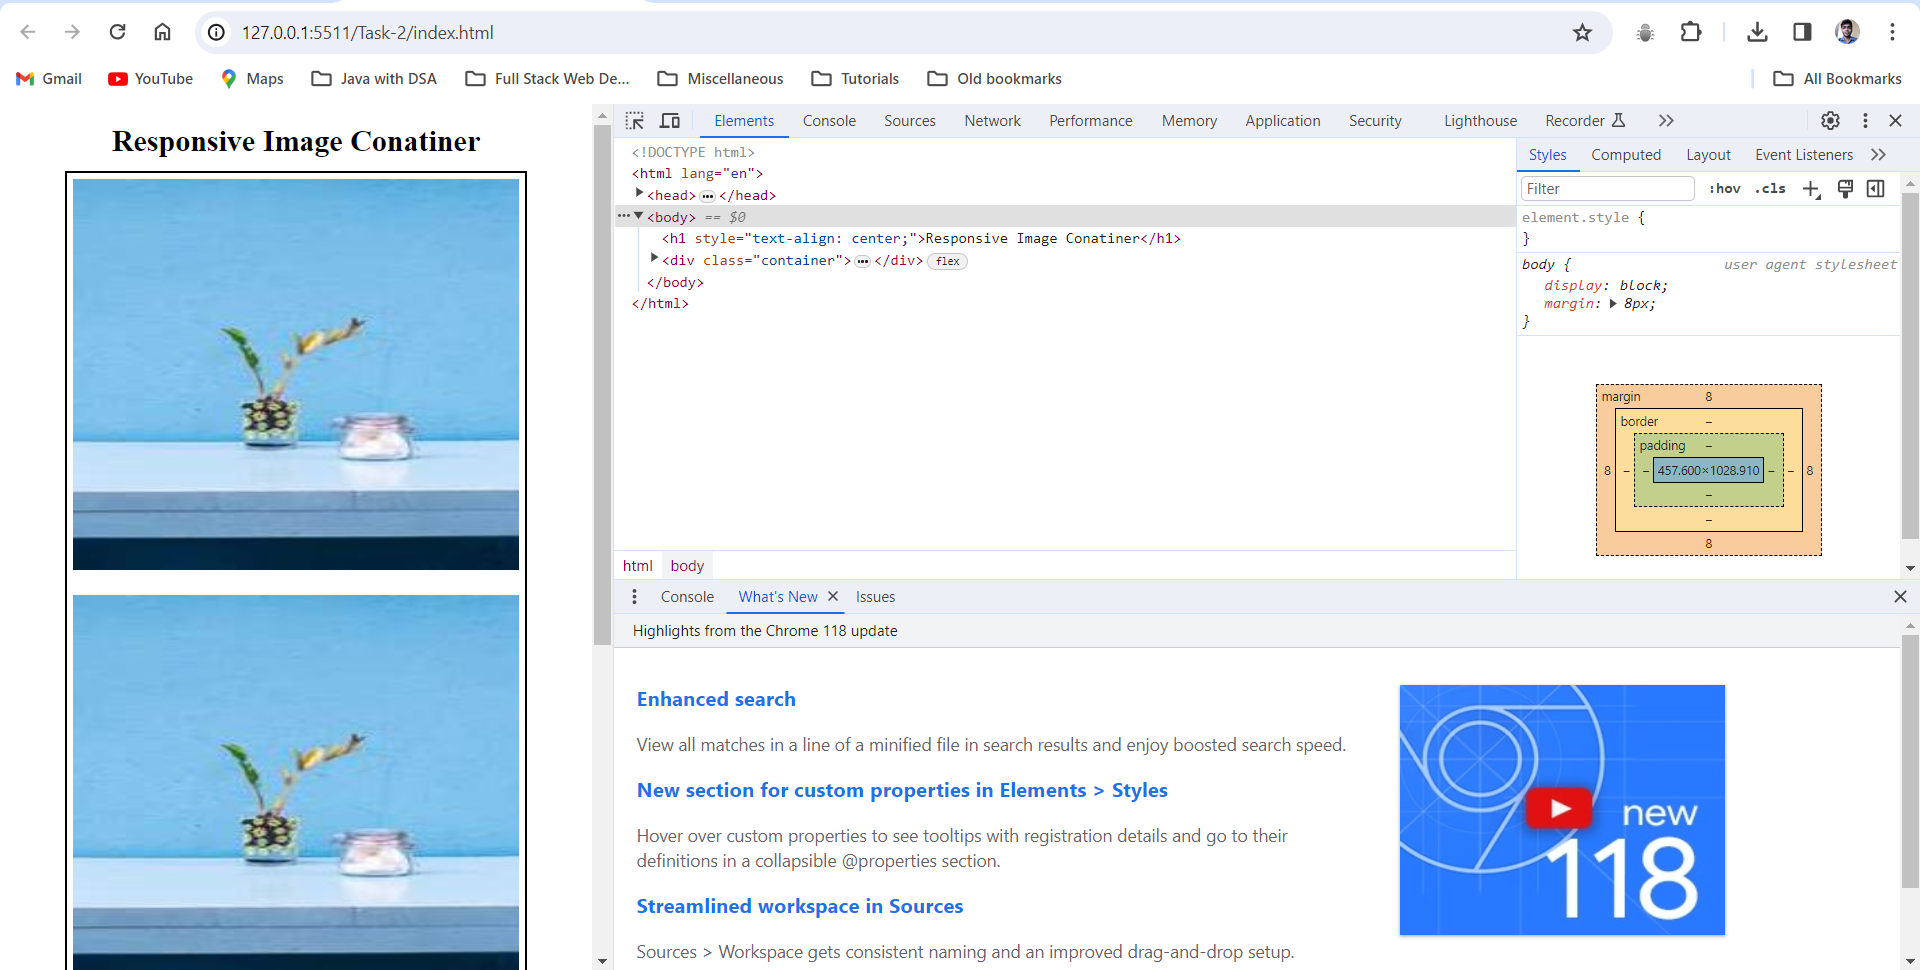 127.0.0.1:5511/Task-2/index.html
Gmail YouTube Maps Java with DSA Full Stack Web De... Miscellaneous Tutorials Old bookmarks All Bookmarks
Responsive Image Conatiner
Elements Console Sources Network Performance Memory Application Security Lighthouse Recorder
<!DOCTYPE html>
<html lang="en">
<head> ••• </head>
••• <body> == $0
<h1 style="text-align: center;">Responsive Image Conatiner</h1>
<div class="container"> ••• </div> flex
</body>
</html>
html body
Styles Computed Layout Event Listeners
Filter :hov .cls
element.style {
}
body { user agent stylesheet
display: block;
margin: 8px;
}
margin 8
border –
padding –
8 – – 457.600×1028.910 – – 8
–
–
8
Console What's New Issues
Highlights from the Chrome 118 update
Enhanced search
View all matches in a line of a minified file in search results and enjoy boosted search speed.
New section for custom properties in Elements > Styles
Hover over custom properties to see tooltips with registration details and go to their
definitions in a collapsible @properties section.
Streamlined workspace in Sources
Sources > Workspace gets consistent naming and an improved drag-and-drop setup.
new
118